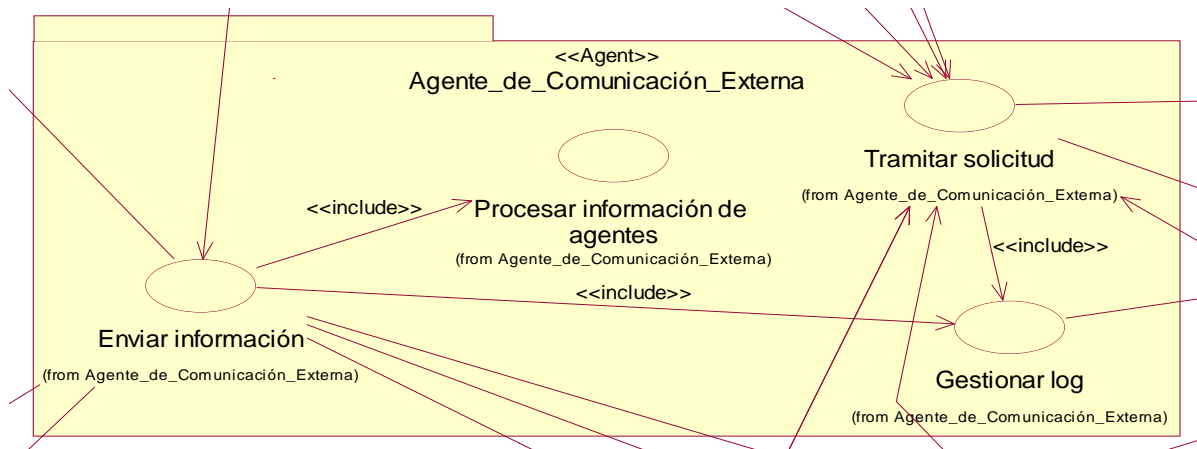 <<Agent>>
Agente_de_Comunicación_Externa
Tramitar solicitud
(from Agente_de_Comunicación_Externa)
<<include>>
Procesar información de
agentes
(from Agente_de_Comunicación_Externa)
<<include>>
<<include>>
Enviar información
(from Agente_de_Comunicación_Externa)
Gestionar log
(from Agente_de_Comunicación_Externa)